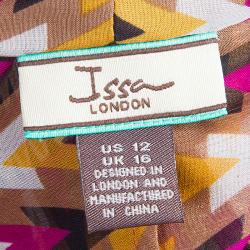 Issa
LONDON
US 12
UK 16
DESIGNED IN
LONDON AND
MANUFACTURED
IN CHINA